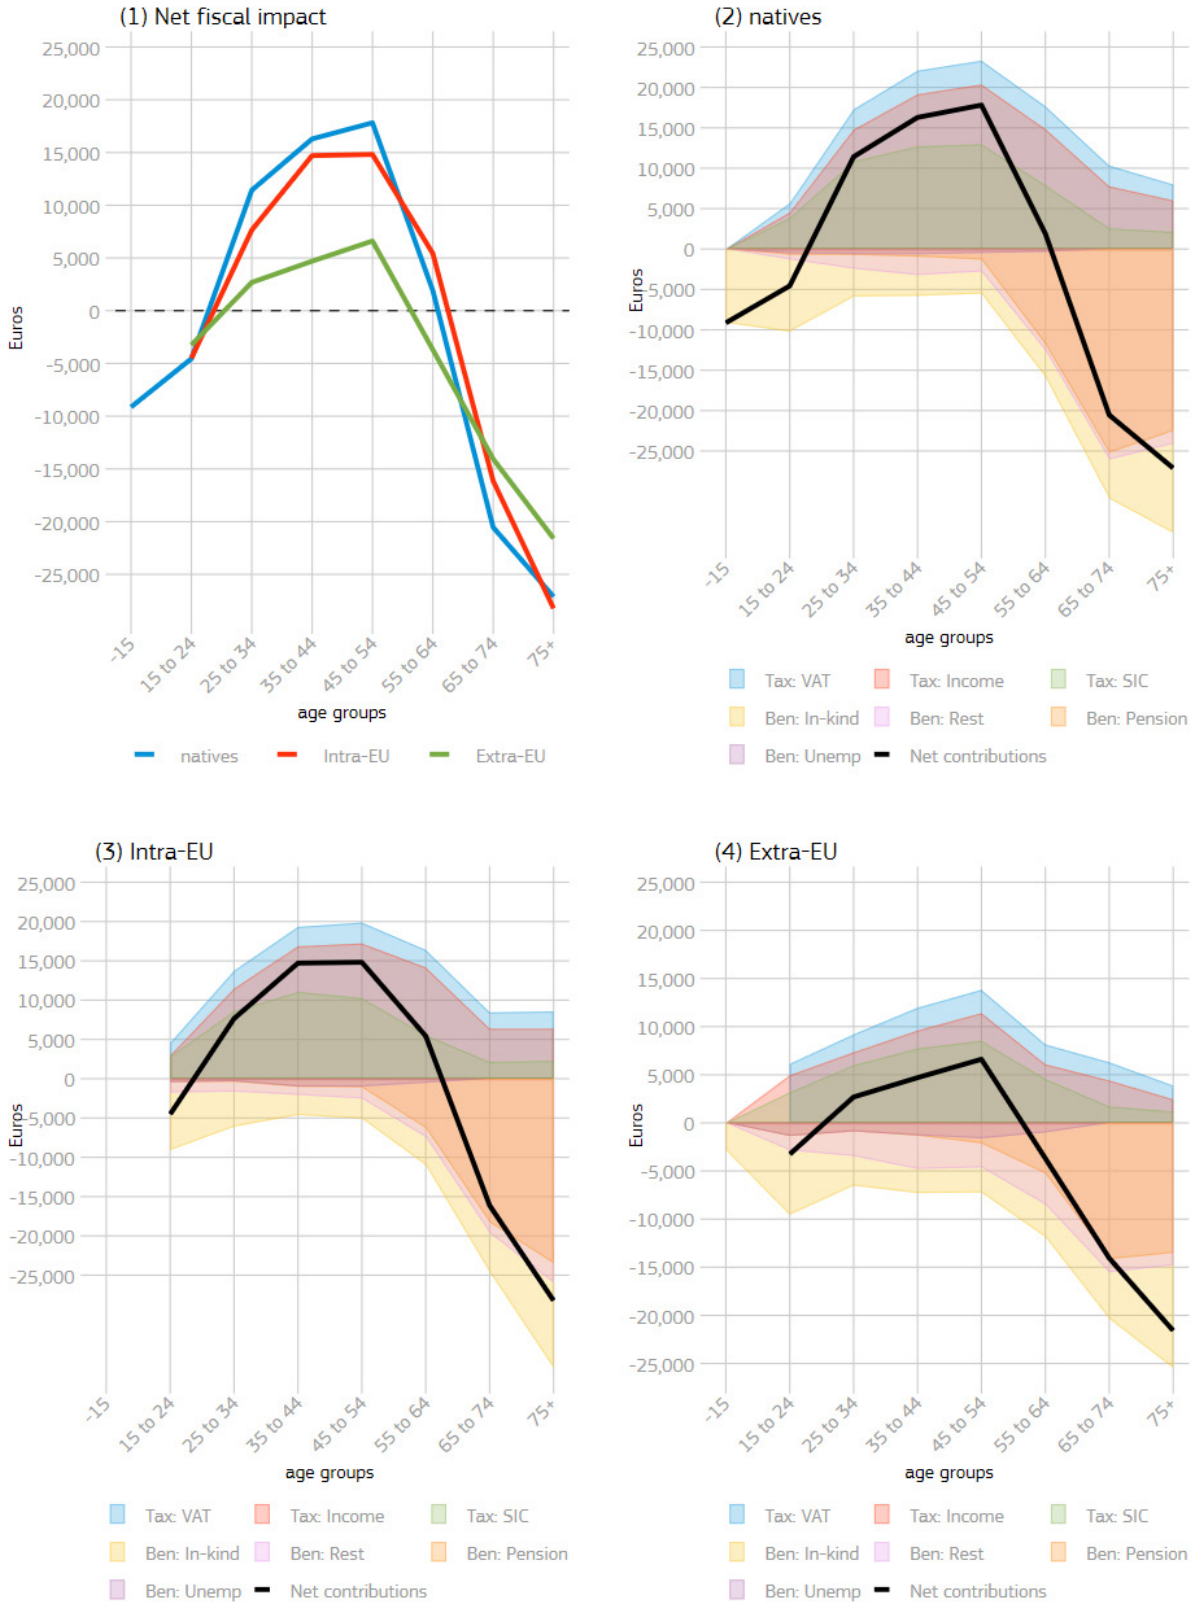 (1) Net fiscal impact
25,000
20,000
15,000
10,000
5,000
0
-5,000
-10,000
-15,000
-20,000
-25,000
Euros
-15
15 to 24
25 to 34
35 to 44
45 to 54
55 to 64
65 to 74
75+
age groups
natives Intra-EU Extra-EU
(2) natives
25,000
20,000
15,000
10,000
5,000
0
-5,000
-10,000
-15,000
-20,000
-25,000
Euros
-15
15 to 24
25 to 34
35 to 44
45 to 54
55 to 64
65 to 74
75+
age groups
Tax: VAT Tax: Income Tax: SIC
Ben: In-kind Ben: Rest Ben: Pension
Ben: Unemp Net contributions
(3) Intra-EU
25,000
20,000
15,000
10,000
5,000
0
-5,000
-10,000
-15,000
-20,000
-25,000
Euros
-15
15 to 24
25 to 34
35 to 44
45 to 54
55 to 64
65 to 74
75+
age groups
Tax: VAT Tax: Income Tax: SIC
Ben: In-kind Ben: Rest Ben: Pension
Ben: Unemp Net contributions
(4) Extra-EU
25,000
20,000
15,000
10,000
5,000
0
-5,000
-10,000
-15,000
-20,000
-25,000
Euros
-15
15 to 24
25 to 34
35 to 44
45 to 54
55 to 64
65 to 74
75+
age groups
Tax: VAT Tax: Income Tax: SIC
Ben: In-kind Ben: Rest Ben: Pension
Ben: Unemp Net contributions